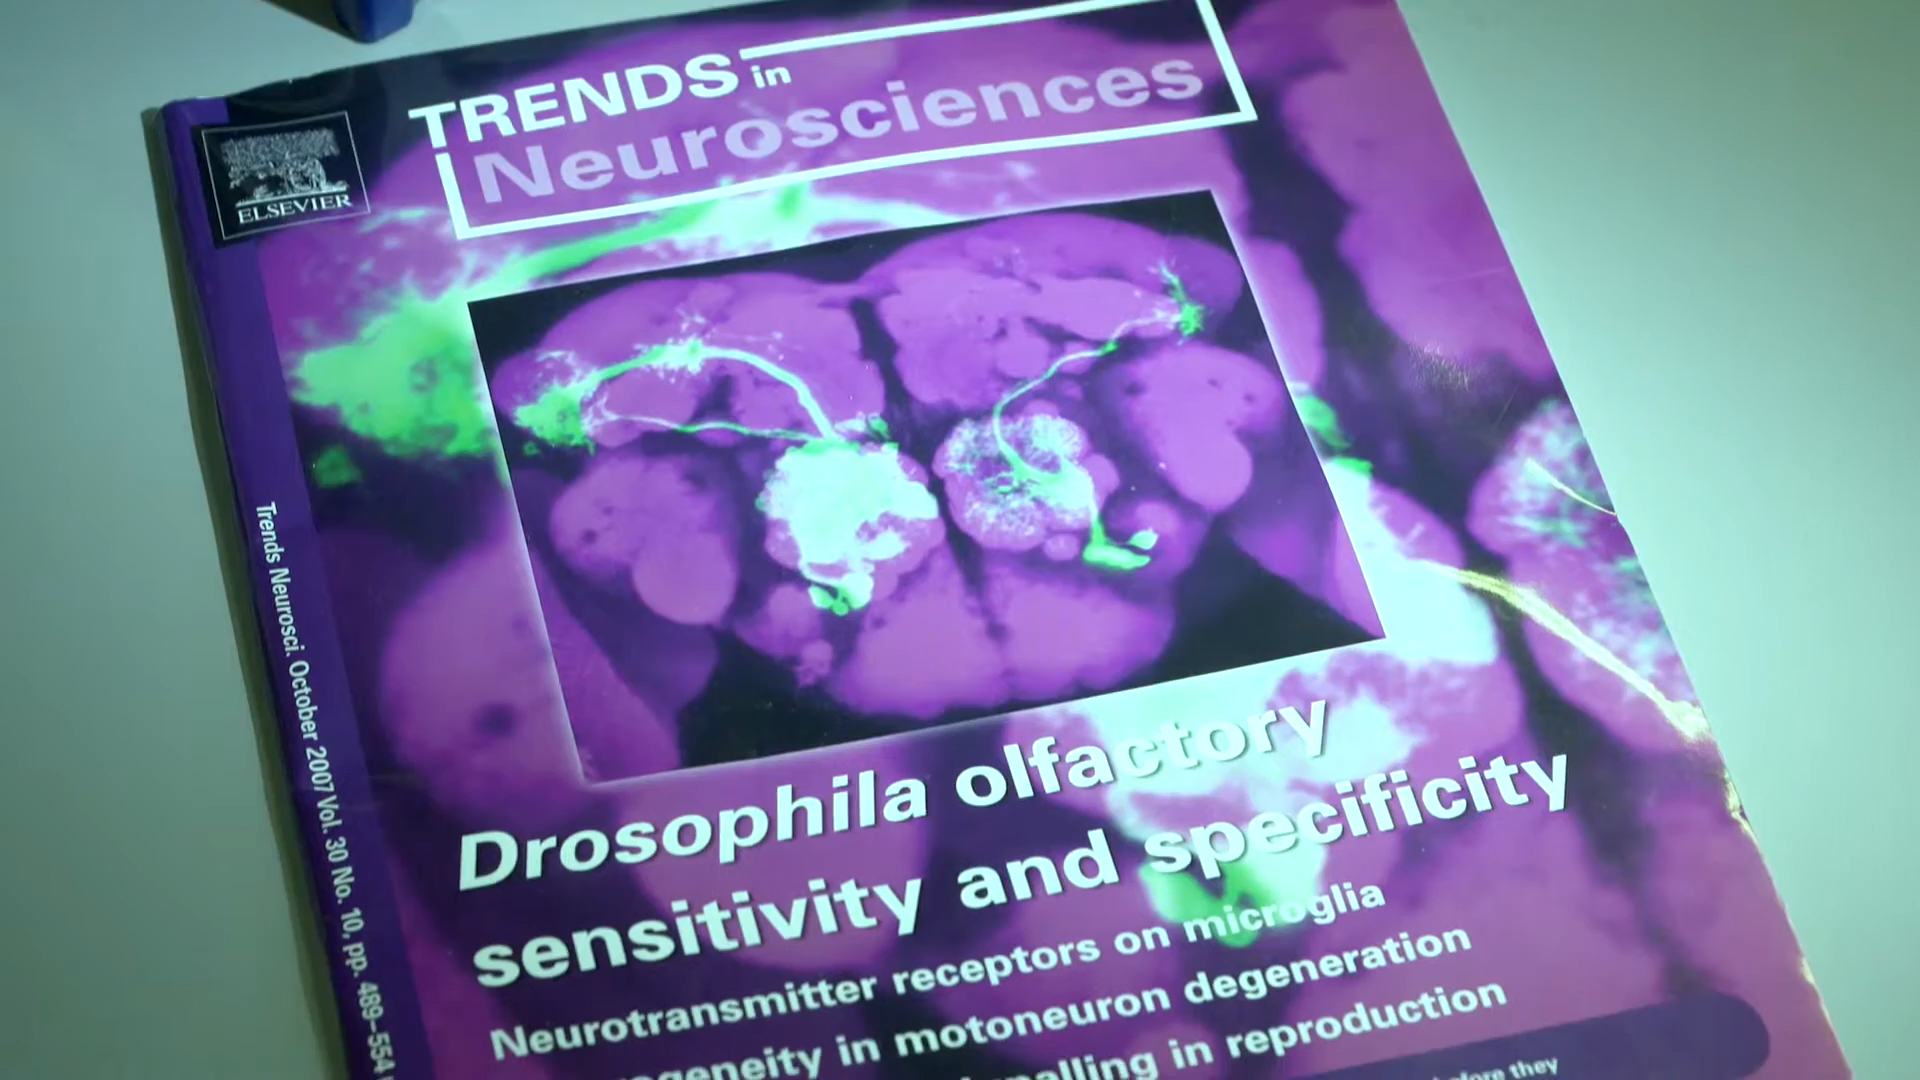 TRENDS in
Neurosciences
ELSEVIER
Trends Neurosci. October 2007 Vol. 30 No. 10, pp. 489–554
Drosophila olfactory
sensitivity and specificity
Neurotransmitter receptors on microglia
in motoneuron degeneration
in reproduction
they